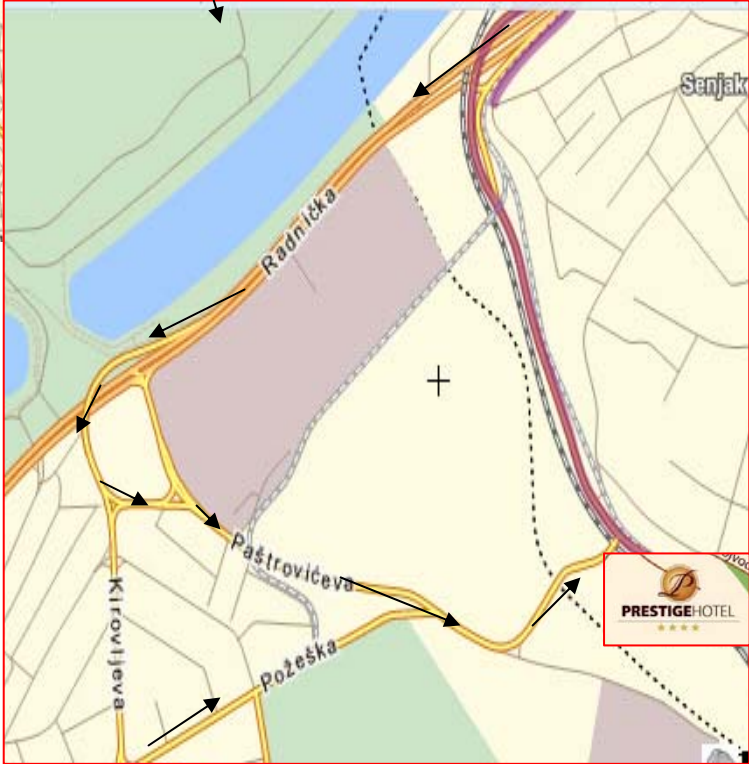 Senjak
Radnička
Paštrovićeva
PRESTIGEHOTEL
Kirovljeva
Požeška